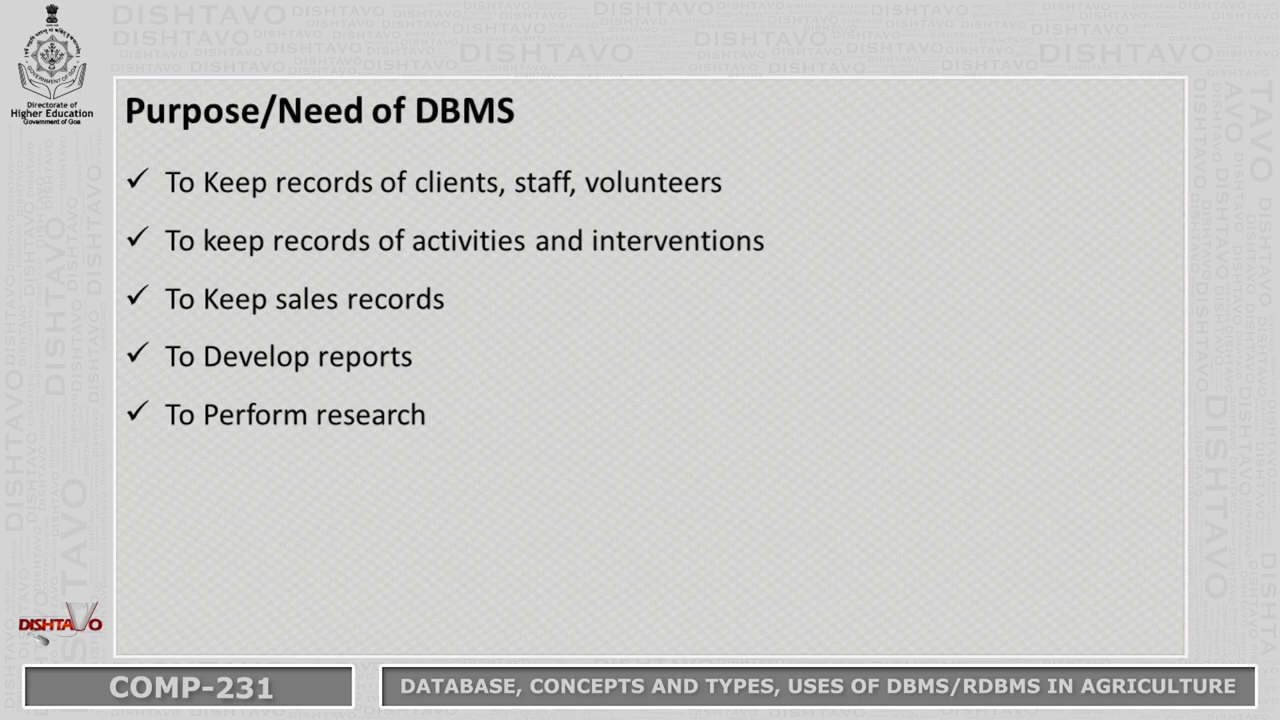 Directorate of
Higher Education
Government of Goa
Purpose/Need of DBMS
✓ To Keep records of clients, staff, volunteers
✓ To keep records of activities and interventions
✓ To Keep sales records
✓ To Develop reports
✓ To Perform research
DISHTAVO
COMP-231
DATABASE, CONCEPTS AND TYPES, USES OF DBMS/RDBMS IN AGRICULTURE